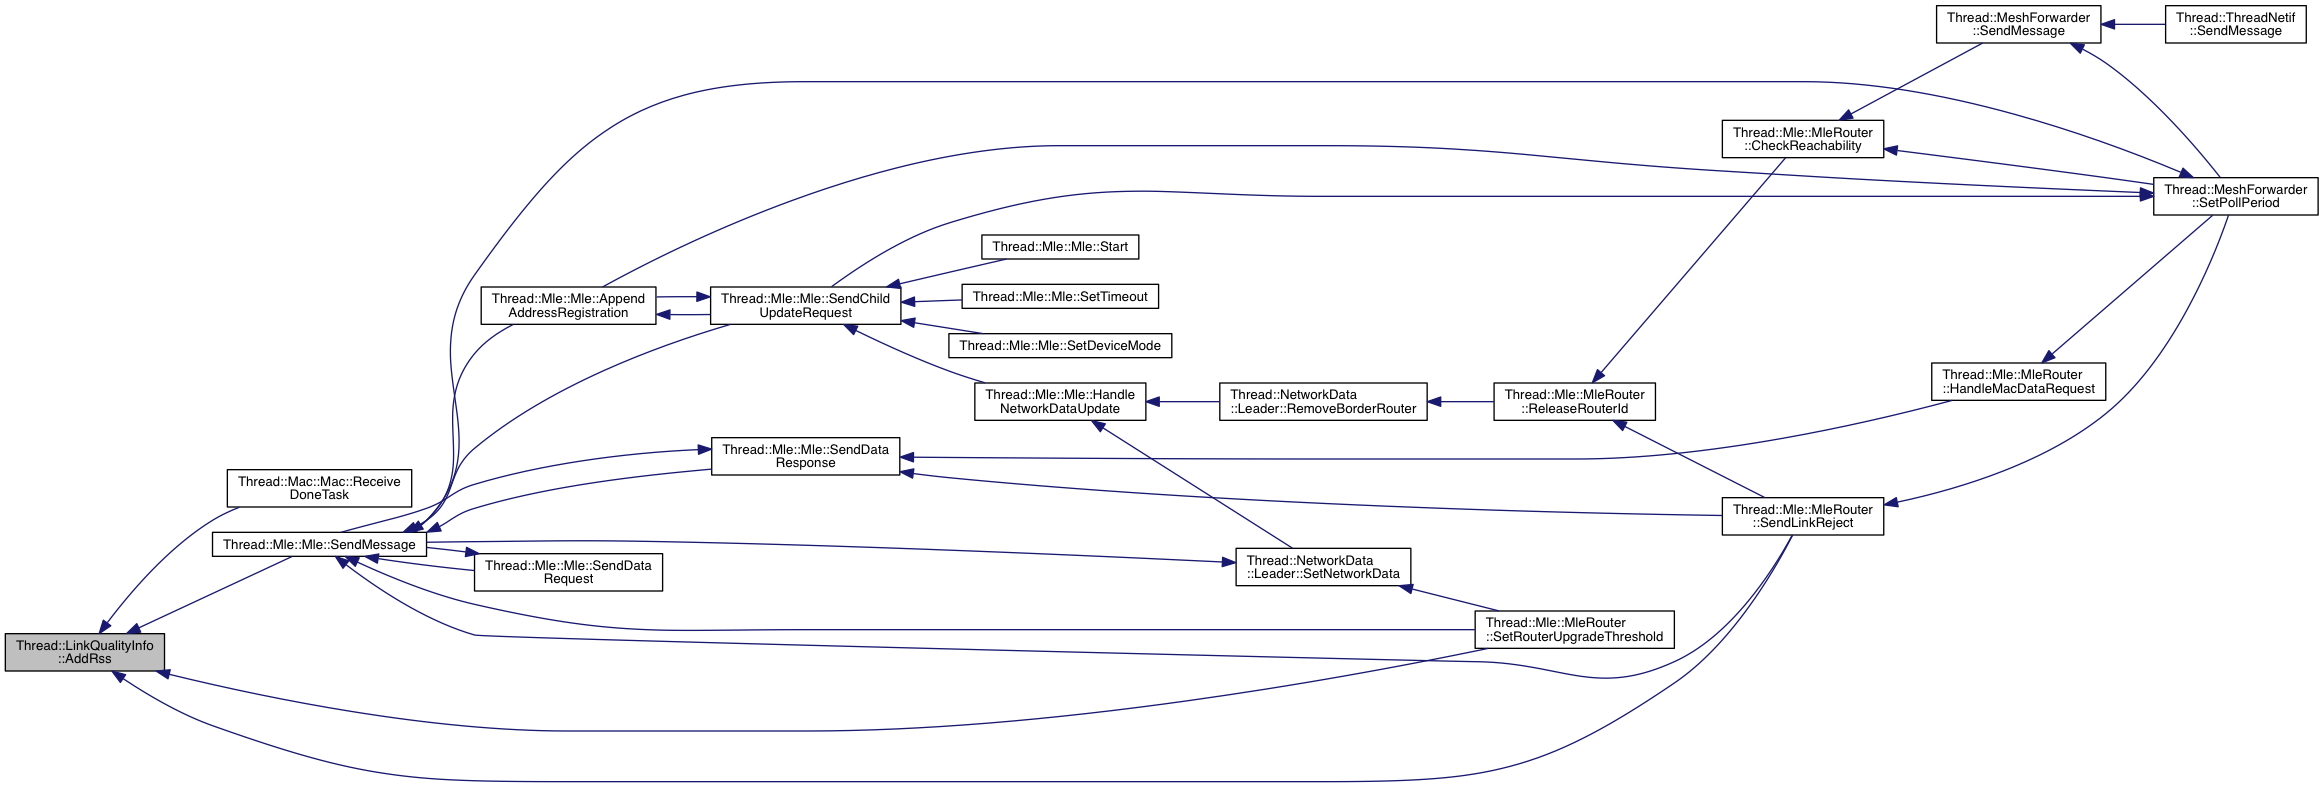 Thread::MeshForwarder
::SendMessage
Thread::ThreadNetif
::SendMessage
Thread::Mle::MleRouter
::CheckReachability
Thread::MeshForwarder
::SetPollPeriod
Thread::Mle::Mle::Start
Thread::Mle::Mle::Append
AddressRegistration
Thread::Mle::Mle::SendChild
UpdateRequest
Thread::Mle::Mle::SetTimeout
Thread::Mle::Mle::SetDeviceMode
Thread::Mle::Mle::Handle
NetworkDataUpdate
Thread::NetworkData
::Leader::RemoveBorderRouter
Thread::Mle::MleRouter
::ReleaseRouterId
Thread::Mle::MleRouter
::HandleMacDataRequest
Thread::Mle::Mle::SendData
Response
Thread::Mac::Mac::Receive
DoneTask
Thread::Mle::MleRouter
::SendLinkReject
Thread::Mle::Mle::SendMessage
Thread::Mle::Mle::SendData
Request
Thread::NetworkData
::Leader::SetNetworkData
Thread::Mle::MleRouter
::SetRouterUpgradeThreshold
Thread::LinkQualityInfo
::AddRss